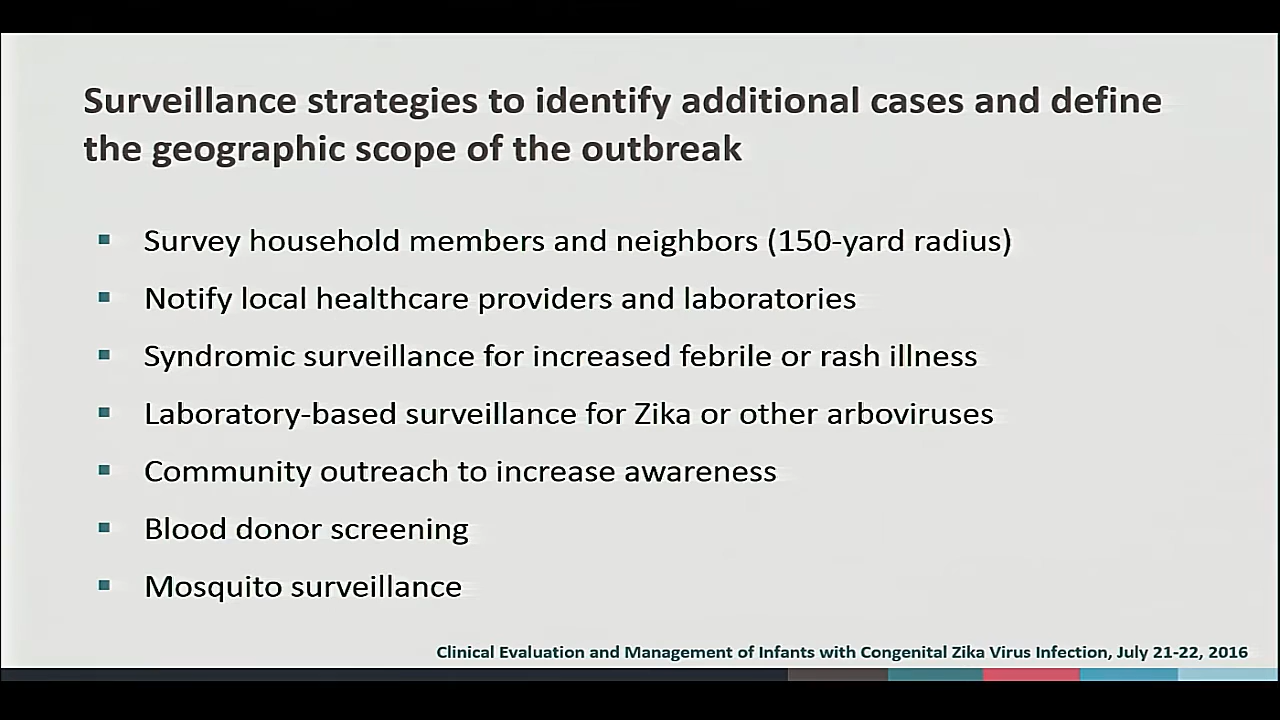 Surveillance strategies to identify additional cases and define
the geographic scope of the outbreak
▪ Survey household members and neighbors (150-yard radius)
▪ Notify local healthcare providers and laboratories
▪ Syndromic surveillance for increased febrile or rash illness
▪ Laboratory-based surveillance for Zika or other arboviruses
▪ Community outreach to increase awareness
▪ Blood donor screening
▪ Mosquito surveillance
Clinical Evaluation and Management of Infants with Congenital Zika Virus Infection, July 21-22, 2016